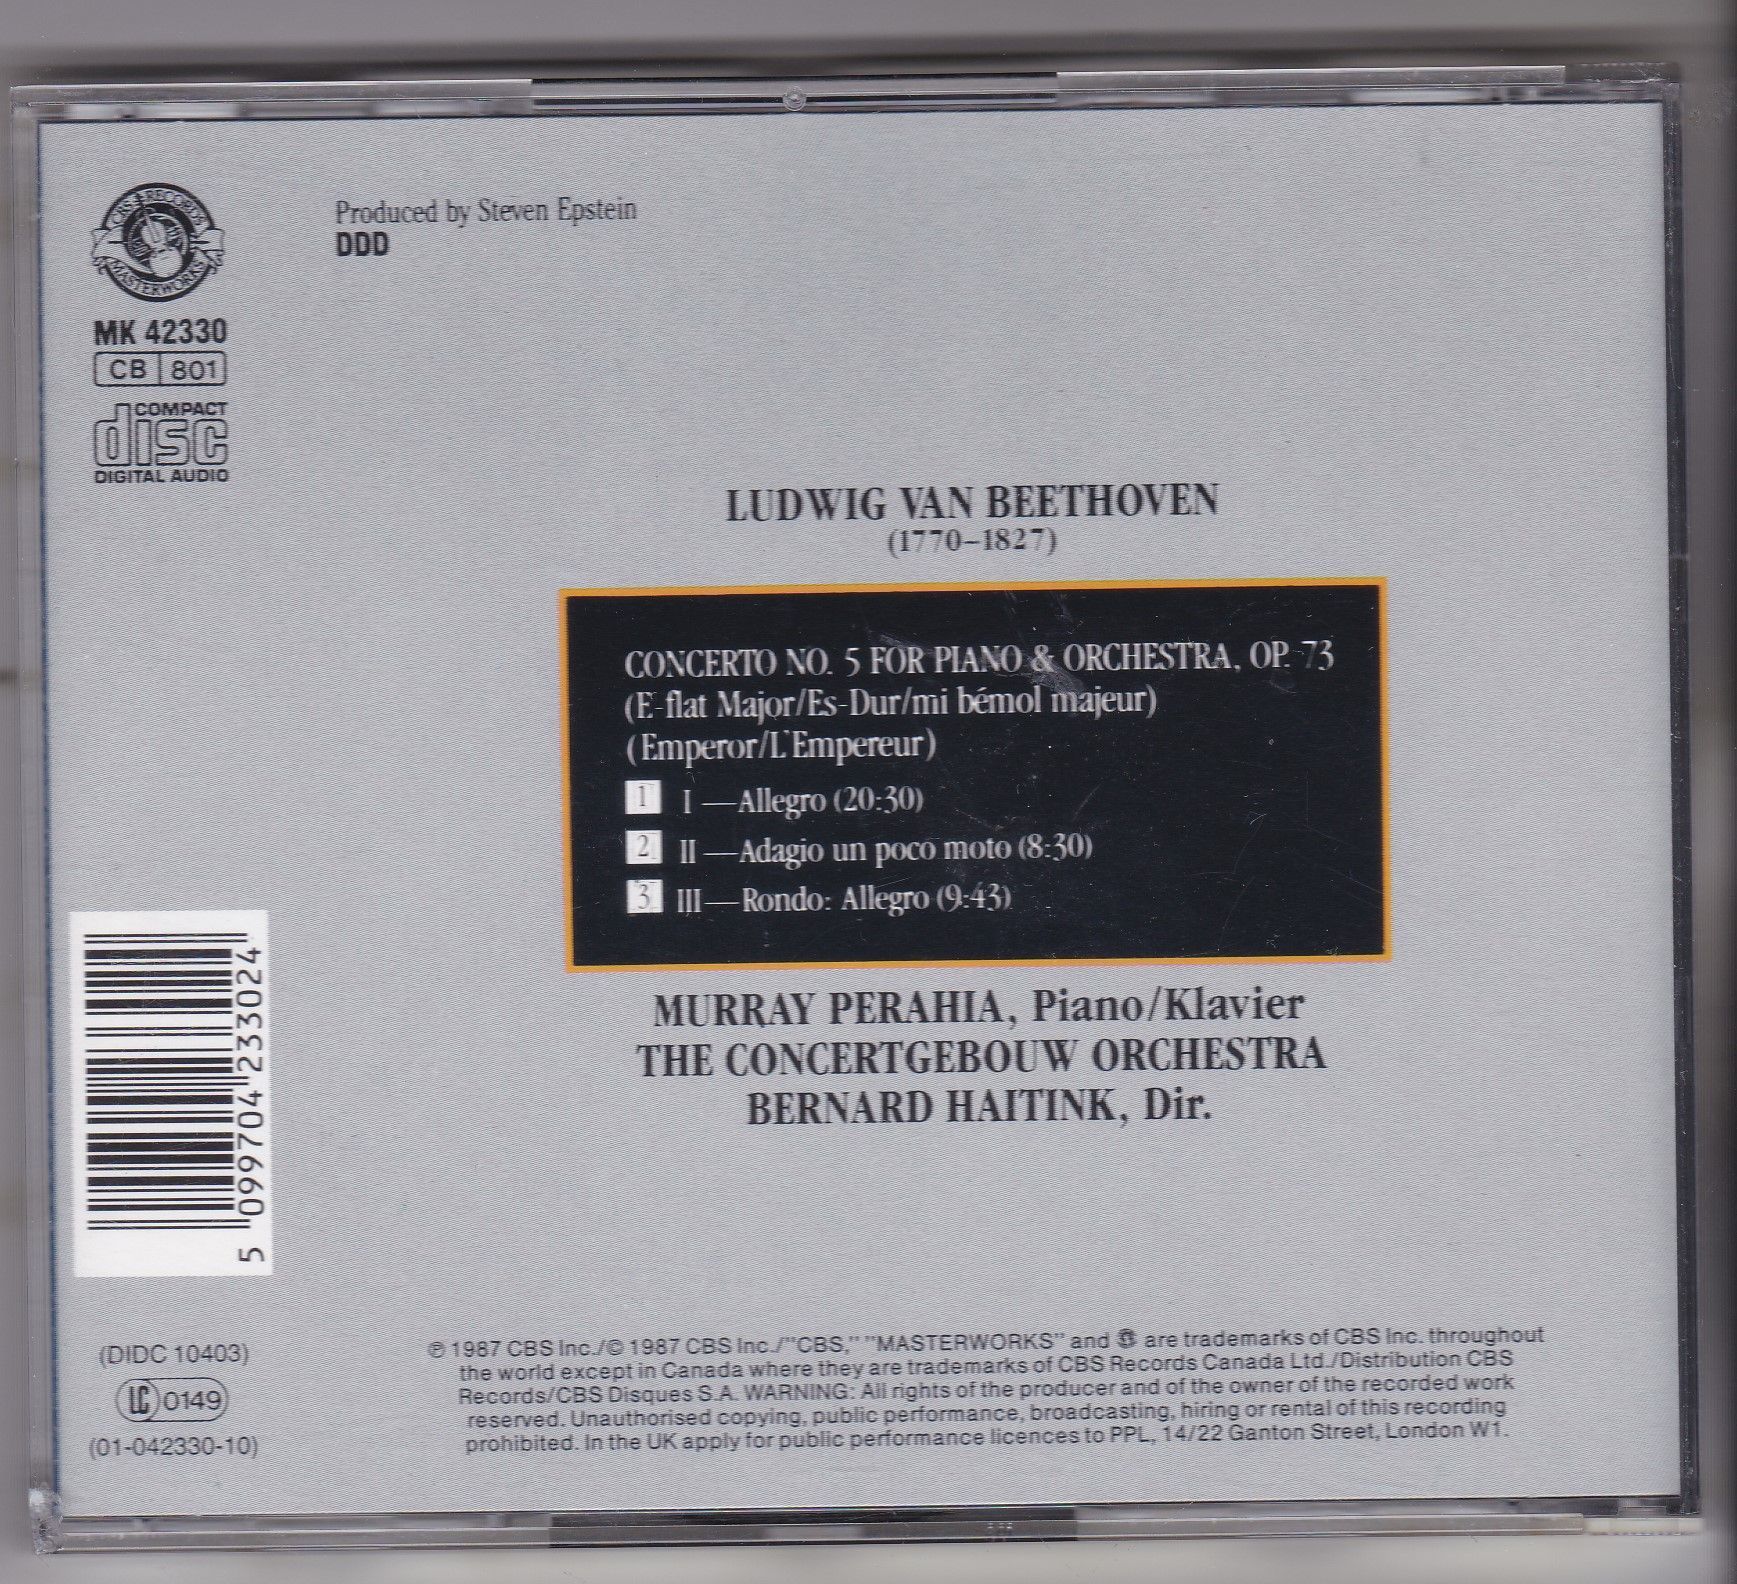 CBS RECORDS
MASTERWORKS
Produced by Steven Epstein
DDD
MK 42330
CB 801
COMPACT
disc
DIGITAL AUDIO
LUDWIG VAN BEETHOVEN
(1770–1827)
CONCERTO NO. 5 FOR PIANO & ORCHESTRA, OP. 73
(E-flat Major/Es-Dur/mi bémol majeur)
(Emperor/L'Empereur)
1 I —Allegro (20:30)
2 II —Adagio un poco moto (8:30)
3 III—Rondo: Allegro (9:43)
MURRAY PERAHIA, Piano/Klavier
THE CONCERTGEBOUW ORCHESTRA
BERNARD HAITINK, Dir.
5 099704 233024
(DIDC 10403)
LC 0149
(01-042330-10)
℗ 1987 CBS Inc./© 1987 CBS Inc./"CBS," "MASTERWORKS" and are trademarks of CBS Inc. throughout
the world except in Canada where they are trademarks of CBS Records Canada Ltd./Distribution CBS
Records/CBS Disques S.A. WARNING: All rights of the producer and of the owner of the recorded work
reserved. Unauthorised copying, public performance, broadcasting, hiring or rental of this recording
prohibited. In the UK apply for public performance licences to PPL, 14/22 Ganton Street, London W1.